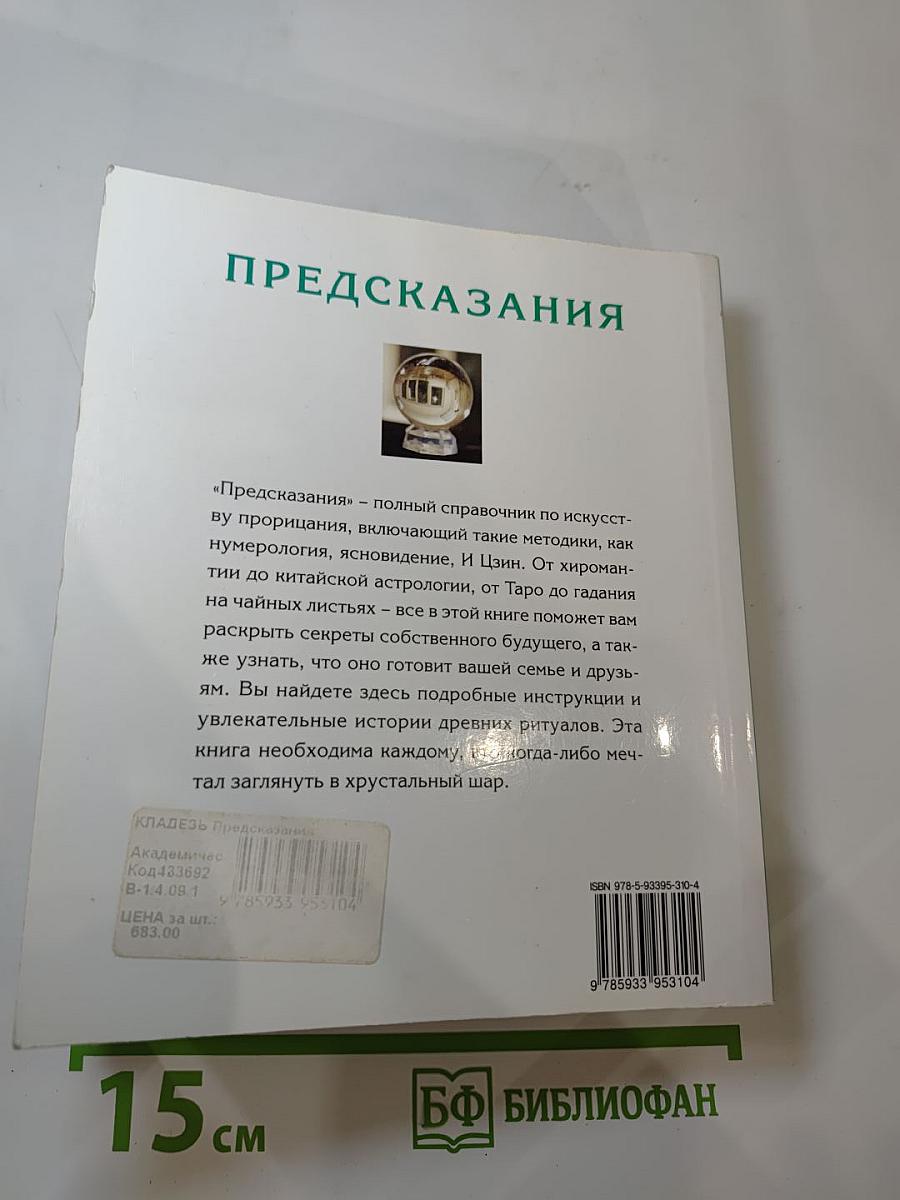 ПРЕДСКАЗАНИЯ
«Предсказания» – полный справочник по искусст-
ву прорицания, включающий такие методики, как
нумерология, ясновидение, И Цзин. От хироман-
тии до китайской астрологии, от Таро до гадания
на чайных листьях – все в этой книге поможет вам
раскрыть секреты собственного будущего, а так-
же узнать, что оно готовит вашей семье и друзь-
ям. Вы найдете здесь подробные инструкции и
увлекательные истории древних ритуалов. Эта
книга необходима каждому, когда-либо меч-
тал заглянуть в хрустальный шар.
КЛАДЕЗЬ Предсказания
Академичес
Код433692
В-1.4.09.1
9 785933 953104
ЦЕНА за шт.:
683.00
ISBN 978-5-93395-310-4
9 785933 953104
15 см
БФ БИБЛИОФАН